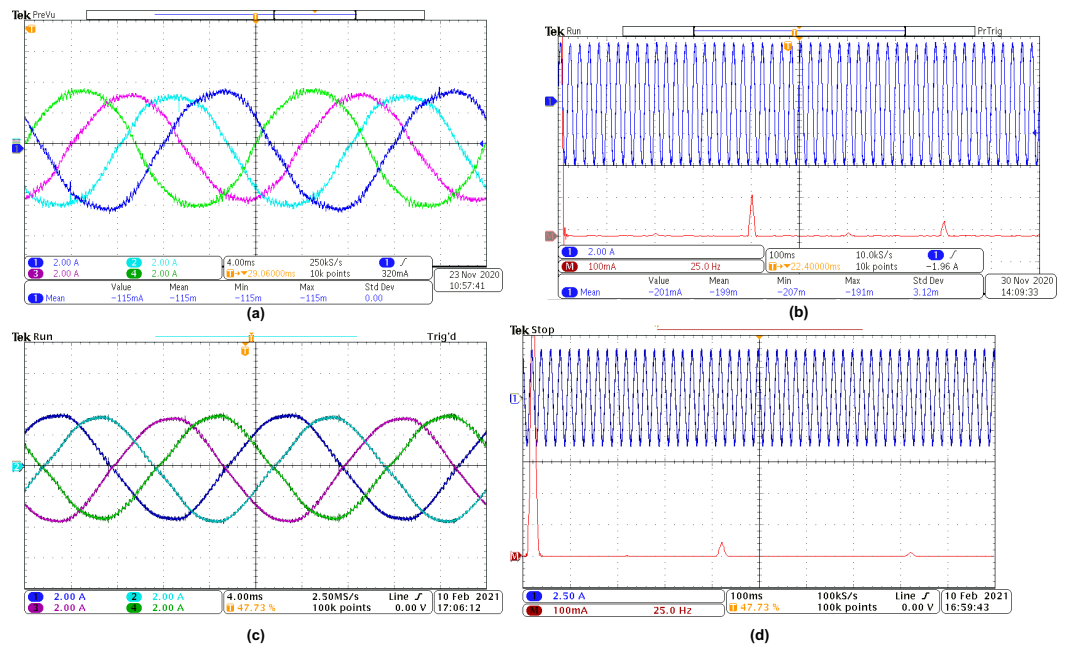 Tek PreVu
T
T
1
1 2.00 A 2 2.00 A
3 2.00 A 4 2.00 A
4.00ms 250kS/s 1
T→▼29.06000ms 10k points 320mA
23 Nov 2020
10:57:41
Value Mean Min Max Std Dev
1 Mean −115mA −115m −115m −115m 0.00
(a)
Tek Run PrTrig
T
T
1
1 2.00 A
M 100mA 25.0 Hz
100ms 10.0kS/s 1
T→▼22.40000ms 10k points −1.96 A
Value Mean Min Max Std Dev
1 Mean −201mA −199m −207m −191m 3.12m
30 Nov 2020
14:09:33
(b)
Tek Run Trig'd
T
T
2
1 2.00 A 2 2.00 A
3 2.00 A 4 2.00 A
4.00ms 2.50MS/s Line
T 47.73 % 100k points 0.00 V
10 Feb 2021
17:06:12
(c)
Tek Stop
1
M
1 2.50 A
M 100mA 25.0 Hz
100ms 100kS/s Line
T 47.73 % 100k points 0.00 V
10 Feb 2021
16:59:43
(d)